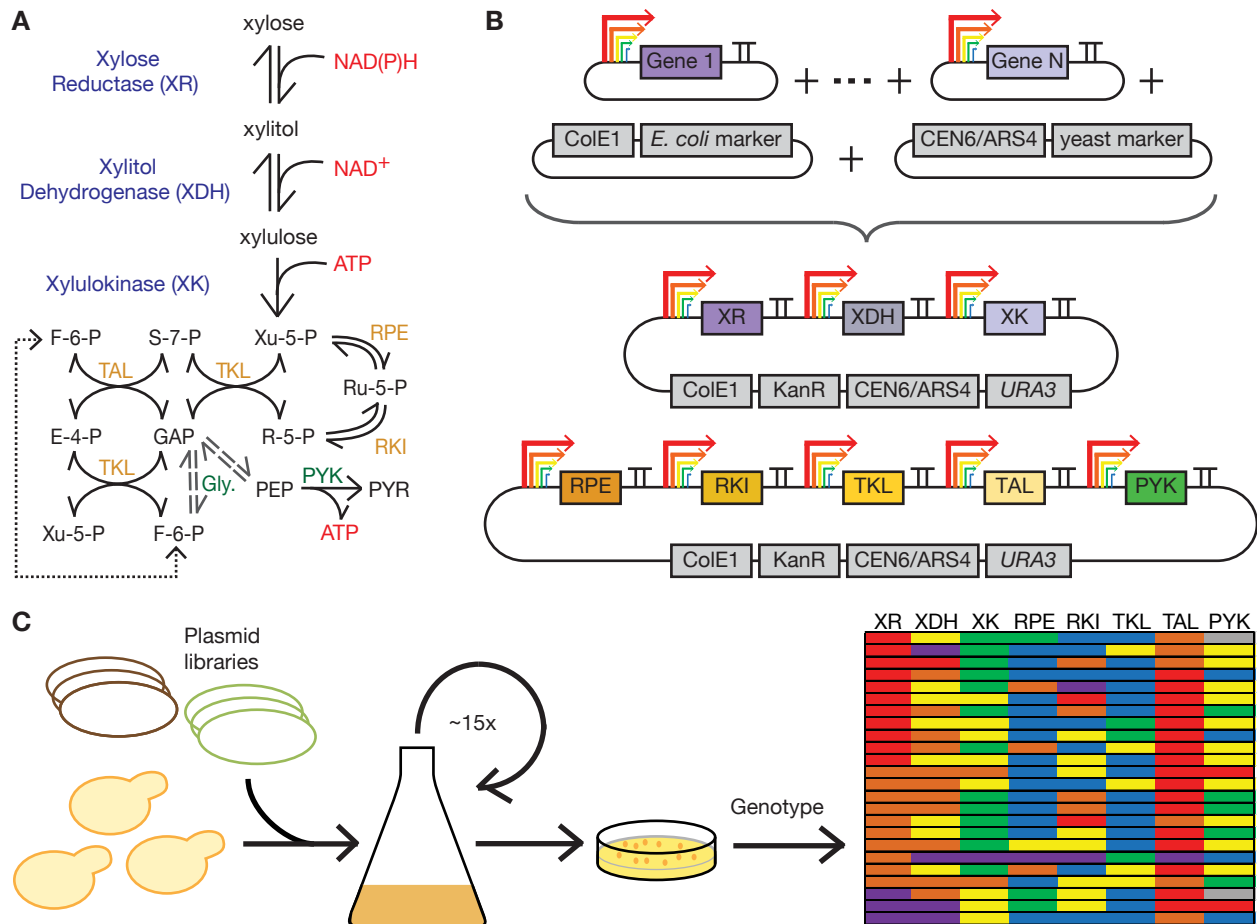 A
xylose
Xylose
Reductase (XR)
NAD(P)H
xylitol
Xylitol
Dehydrogenase (XDH)
NAD+
xylulose
ATP
Xylulokinase (XK)
F-6-P S-7-P Xu-5-P RPE
TAL TKL
Ru-5-P
E-4-P GAP R-5-P RKI
TKL Gly. PEP PYK PYR
ATP
Xu-5-P F-6-P
B
Gene 1 + ... + Gene N +
ColE1 E. coli marker + CEN6/ARS4 yeast marker
XR XDH XK
ColE1 KanR CEN6/ARS4 URA3
RPE RKI TKL TAL PYK
ColE1 KanR CEN6/ARS4 URA3
C
Plasmid
libraries
~15x
Genotype
XR XDH XK RPE RKI TKL TAL PYK